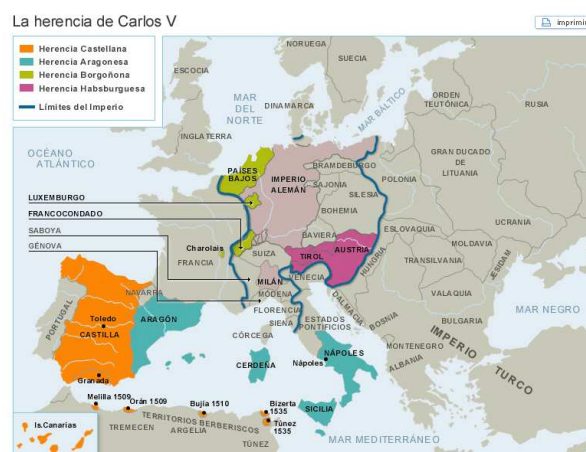 La herencia de Carlos V
imprimir
Herencia Castellana
Herencia Aragonesa
Herencia Borgoñona
Herencia Habsburguesa
Límites del Imperio
NORUEGA
SUECIA
ESCOCIA
MAR
DEL
NORTE
DINAMARCA
MAR BÁLTICO
ORDEN
TEUTÓNICA
RUSIA
INGLATERRA
OCÉANO
ATLÁNTICO
PAÍSES
BAJOS
IMPERIO
ALEMÁN
BRAMDEBURGO
SAJONIA
SILESIA
POLONIA
GRAN DUCADO
DE
LITUANIA
LUXEMBURGO
FRANCOCONDADO
SABOYA
GÉNOVA
BOHEMIA
UCRANIA
Charolais
FRANCIA
SUIZA
BAVIERA
TIROL
AUSTRIA
ESLOVAQUIA
HUNGRIA
MOLDAVIA
JEDISAM
TRANSILVANIA
MILÁN
VENECIA
MÓDENA
FLORENCIA
SIENA
ESTADOS
PONTIFICIOS
DALMACIA
BOSNIA
VALAQUIA
BULGARIA
MAR NEGRO
NAVARRA
PORTUGAL
Toledo
CASTILLA
ARAGÓN
Granada
CÓRCEGA
CERDEÑA
NÁPOLES
Nápoles
SICILIA
MONTENEGRO
ALBANIA
IMPERIO
TURCO
GRECIA
Melilla 1509
Orán 1509
Bujía 1510
Bizerta
1535
Túnez
1535
TREMECEN
TERRITORIOS BERBERISCOS
ARGELIA
TÚNEZ
MAR MEDITERRÁNEO
Is.Canarias